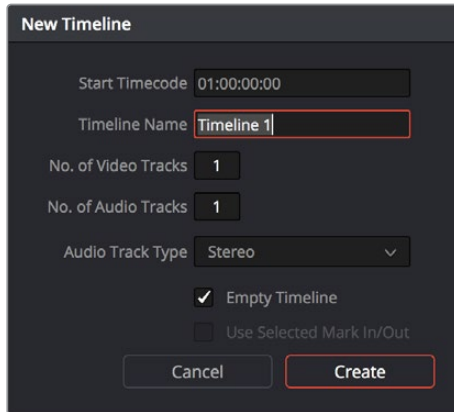 New Timeline
Start Timecode 01:00:00:00
Timeline Name Timeline 1
No. of Video Tracks 1
No. of Audio Tracks 1
Audio Track Type Stereo
Empty Timeline
Use Selected Mark In/Out
Cancel Create